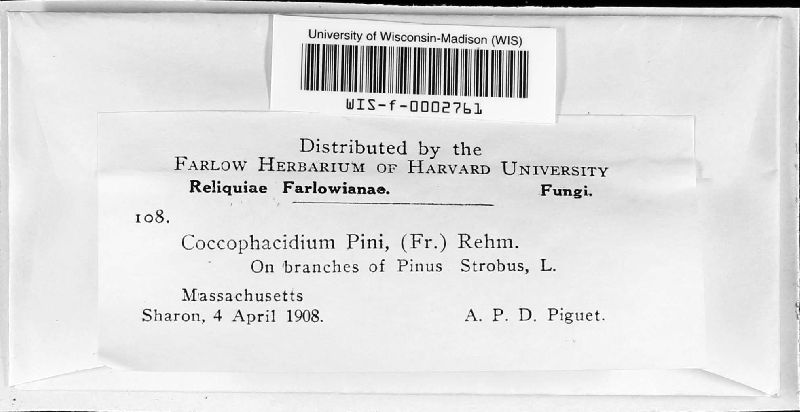 University of Wisconsin-Madison (WIS)
WIS-f-0002761
Distributed by the
FARLOW HERBARIUM OF HARVARD UNIVERSITY
Reliquiae Farlowianae. Fungi.
108.
Coccophacidium Pini, (Fr.) Rehm.
On branches of Pinus Strobus, L.
Massachusetts
Sharon, 4 April 1908. A. P. D. Piguet.